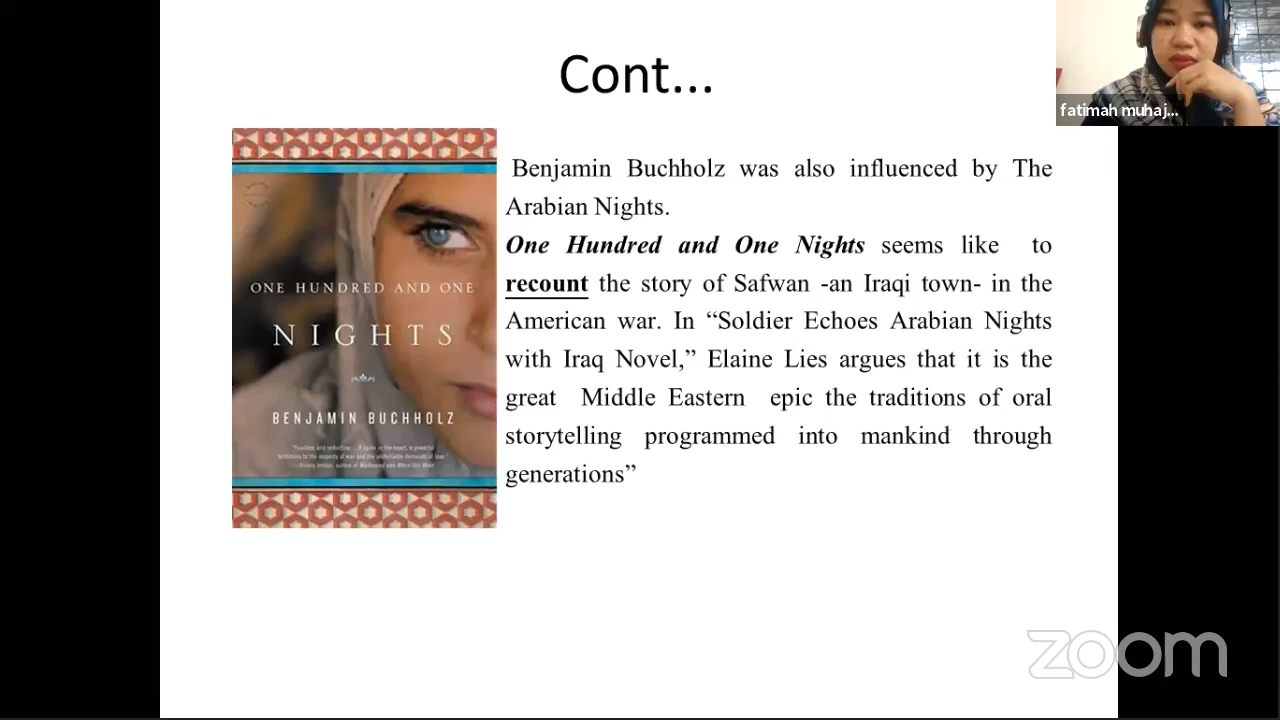 Cont...
fatimah muhaj...
Benjamin Buchholz was also influenced by The
Arabian Nights.
One Hundred and One Nights seems like to
recount the story of Safwan -an Iraqi town- in the
American war. In “Soldier Echoes Arabian Nights
with Iraq Novel,” Elaine Lies argues that it is the
great Middle Eastern epic the traditions of oral
storytelling programmed into mankind through
generations”
ONE HUNDRED AND ONE
NIGHTS
BENJAMIN BUCHHOLZ
zoom